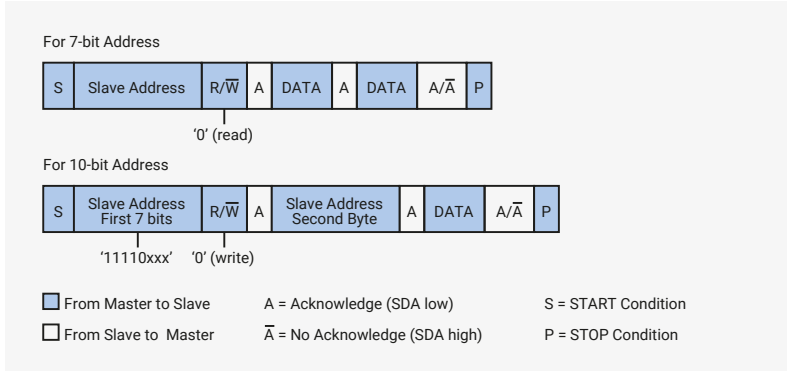 For 7-bit Address
S Slave Address R/W̅ A DATA A DATA A/A̅ P
‘0’ (read)
For 10-bit Address
S Slave Address First 7 bits R/W̅ A Slave Address Second Byte A DATA A/A̅ P
‘11110xxx’ ‘0’ (write)
From Master to Slave A = Acknowledge (SDA low) S = START Condition
From Slave to Master A̅ = No Acknowledge (SDA high) P = STOP Condition